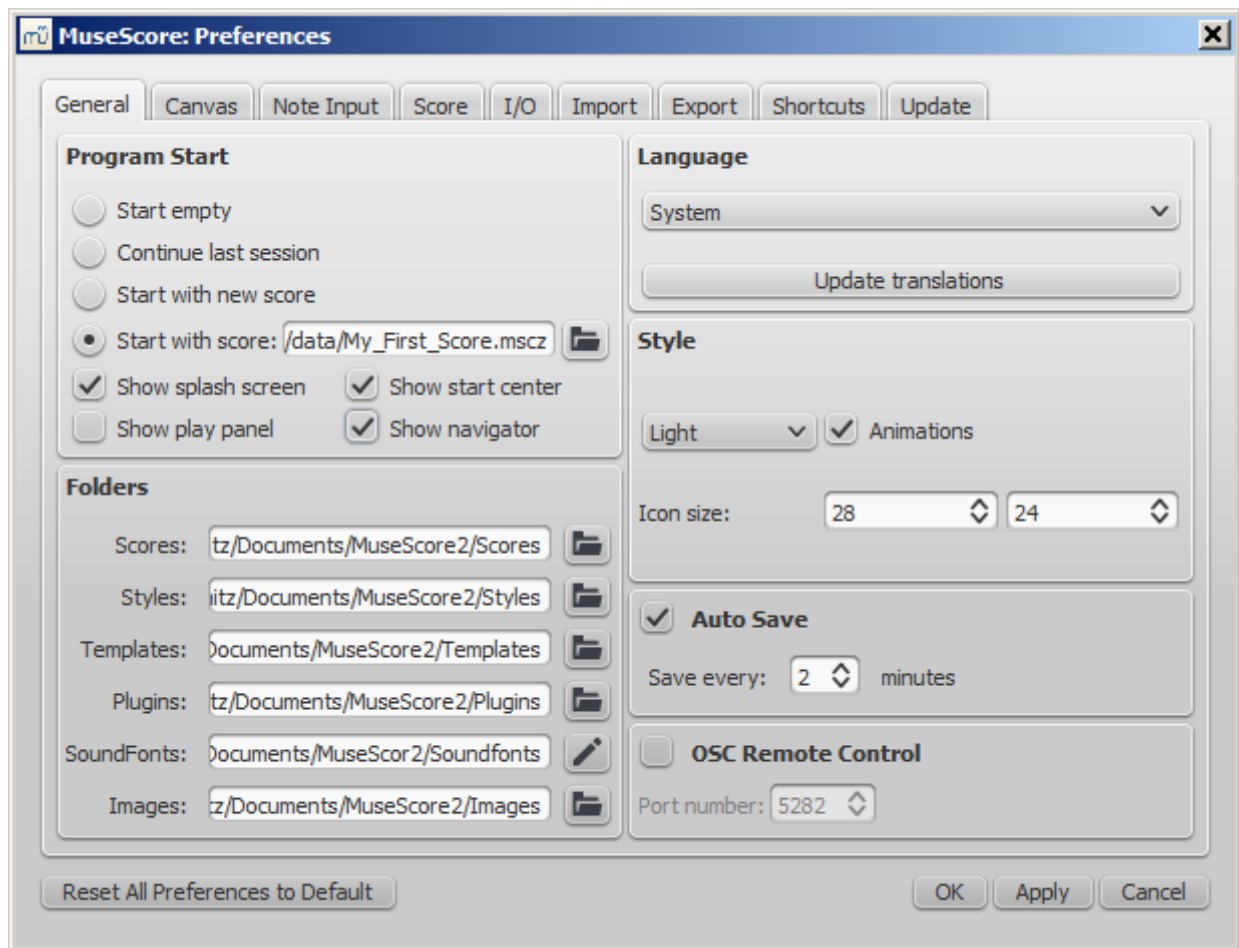 MuseScore: Preferences
General Canvas Note Input Score I/O Import Export Shortcuts Update
Program Start
Start empty
Continue last session
Start with new score
Start with score: /data/My_First_Score.mscz
Show splash screen Show start center
Show play panel Show navigator
Folders
Scores: tz/Documents/MuseScore2/Scores
Styles: itz/Documents/MuseScore2/Styles
Templates: Documents/MuseScore2/Templates
Plugins: tz/Documents/MuseScore2/Plugins
SoundFonts: Documents/MuseScor2/Soundfonts
Images: tz/Documents/MuseScore2/Images
Language
System
Update translations
Style
Light Animations
Icon size: 28 24
Auto Save
Save every: 2 minutes
OSC Remote Control
Port number: 5282
Reset All Preferences to Default OK Apply Cancel